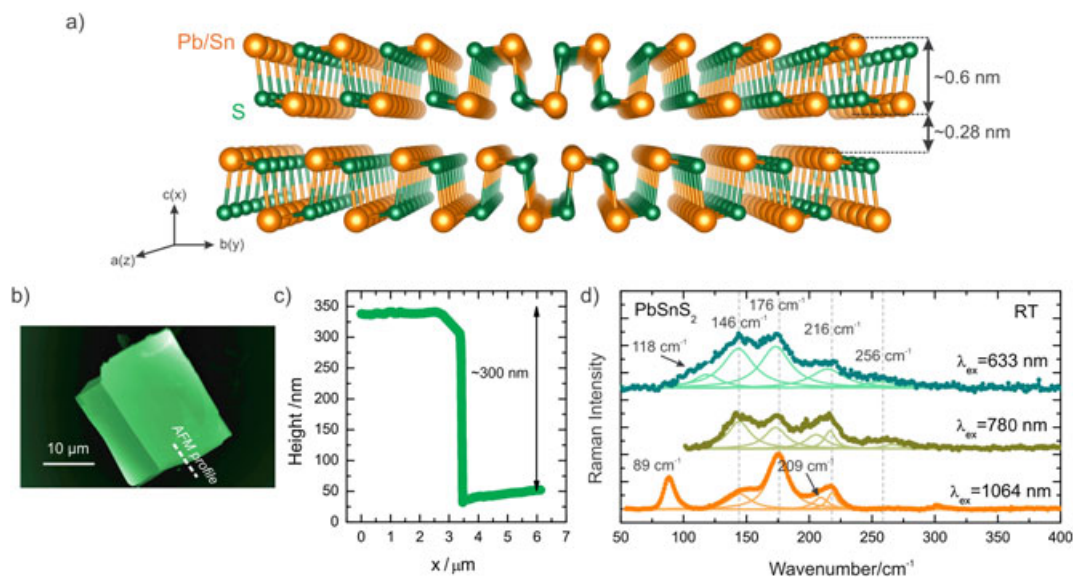 a)
Pb/Sn
S
~0.6 nm
~0.28 nm
c(x)
b(y)
a(z)
b)
10 μm
AFM profile
c)
350
300
250
200
150
100
50
0
Height /nm
~300 nm
0 1 2 3 4 5 6 7
x / μm
d)
PbSnS₂
RT
176 cm⁻¹
146 cm⁻¹
216 cm⁻¹
118 cm⁻¹
256 cm⁻¹
λex=633 nm
λex=780 nm
89 cm⁻¹
209 cm⁻¹
λex=1064 nm
Raman Intensity
50 100 150 200 250 300 350 400
Wavenumber/cm⁻¹